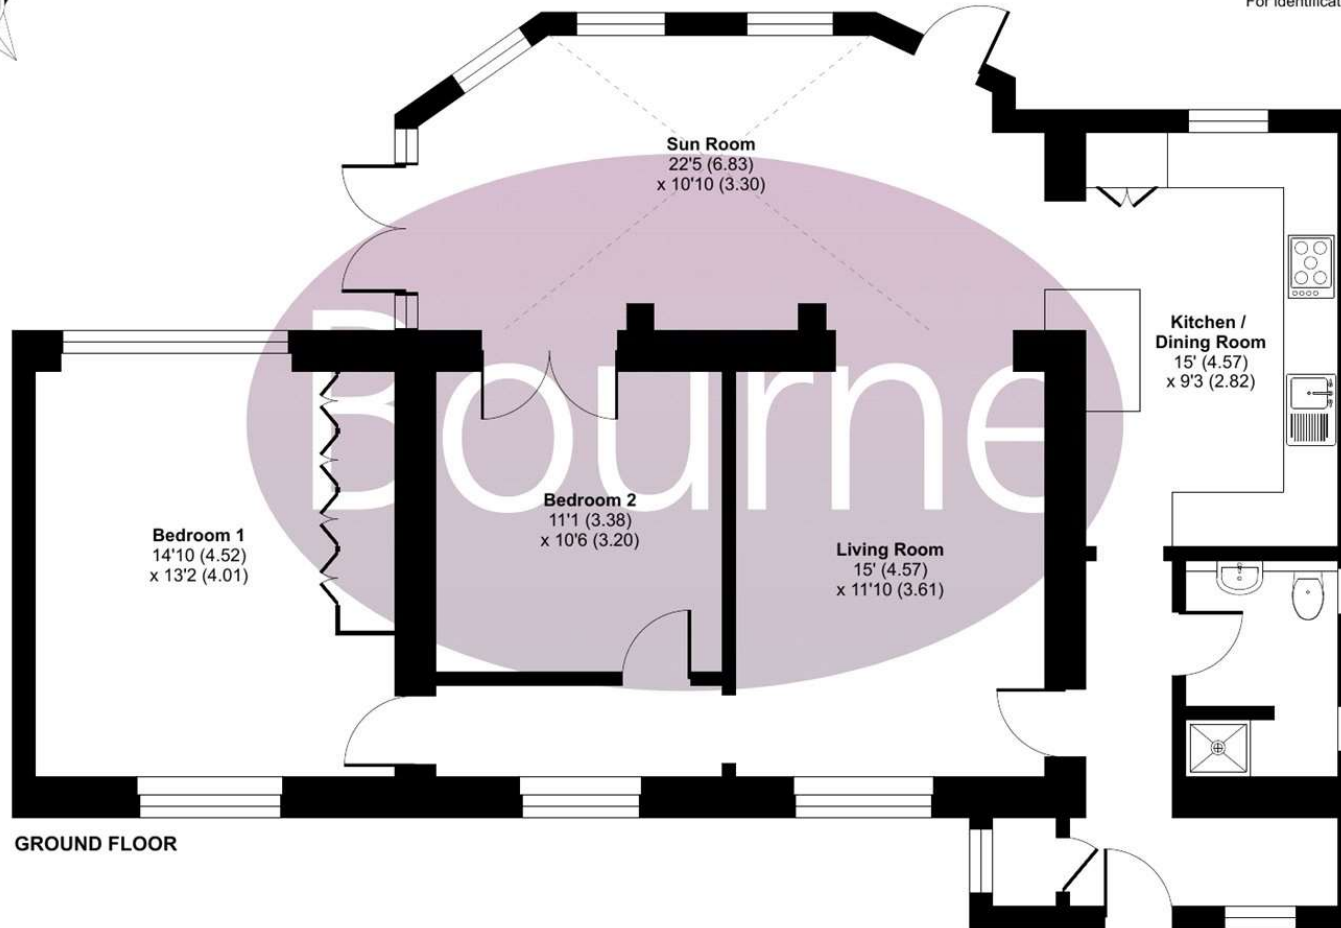 For identificat
Sun Room
22'5 (6.83)
x 10'10 (3.30)
Kitchen /
Dining Room
15' (4.57)
x 9'3 (2.82)
Bourne
Bedroom 2
11'1 (3.38)
x 10'6 (3.20)
Bedroom 1
14'10 (4.52)
x 13'2 (4.01)
Living Room
15' (4.57)
x 11'10 (3.61)
GROUND FLOOR